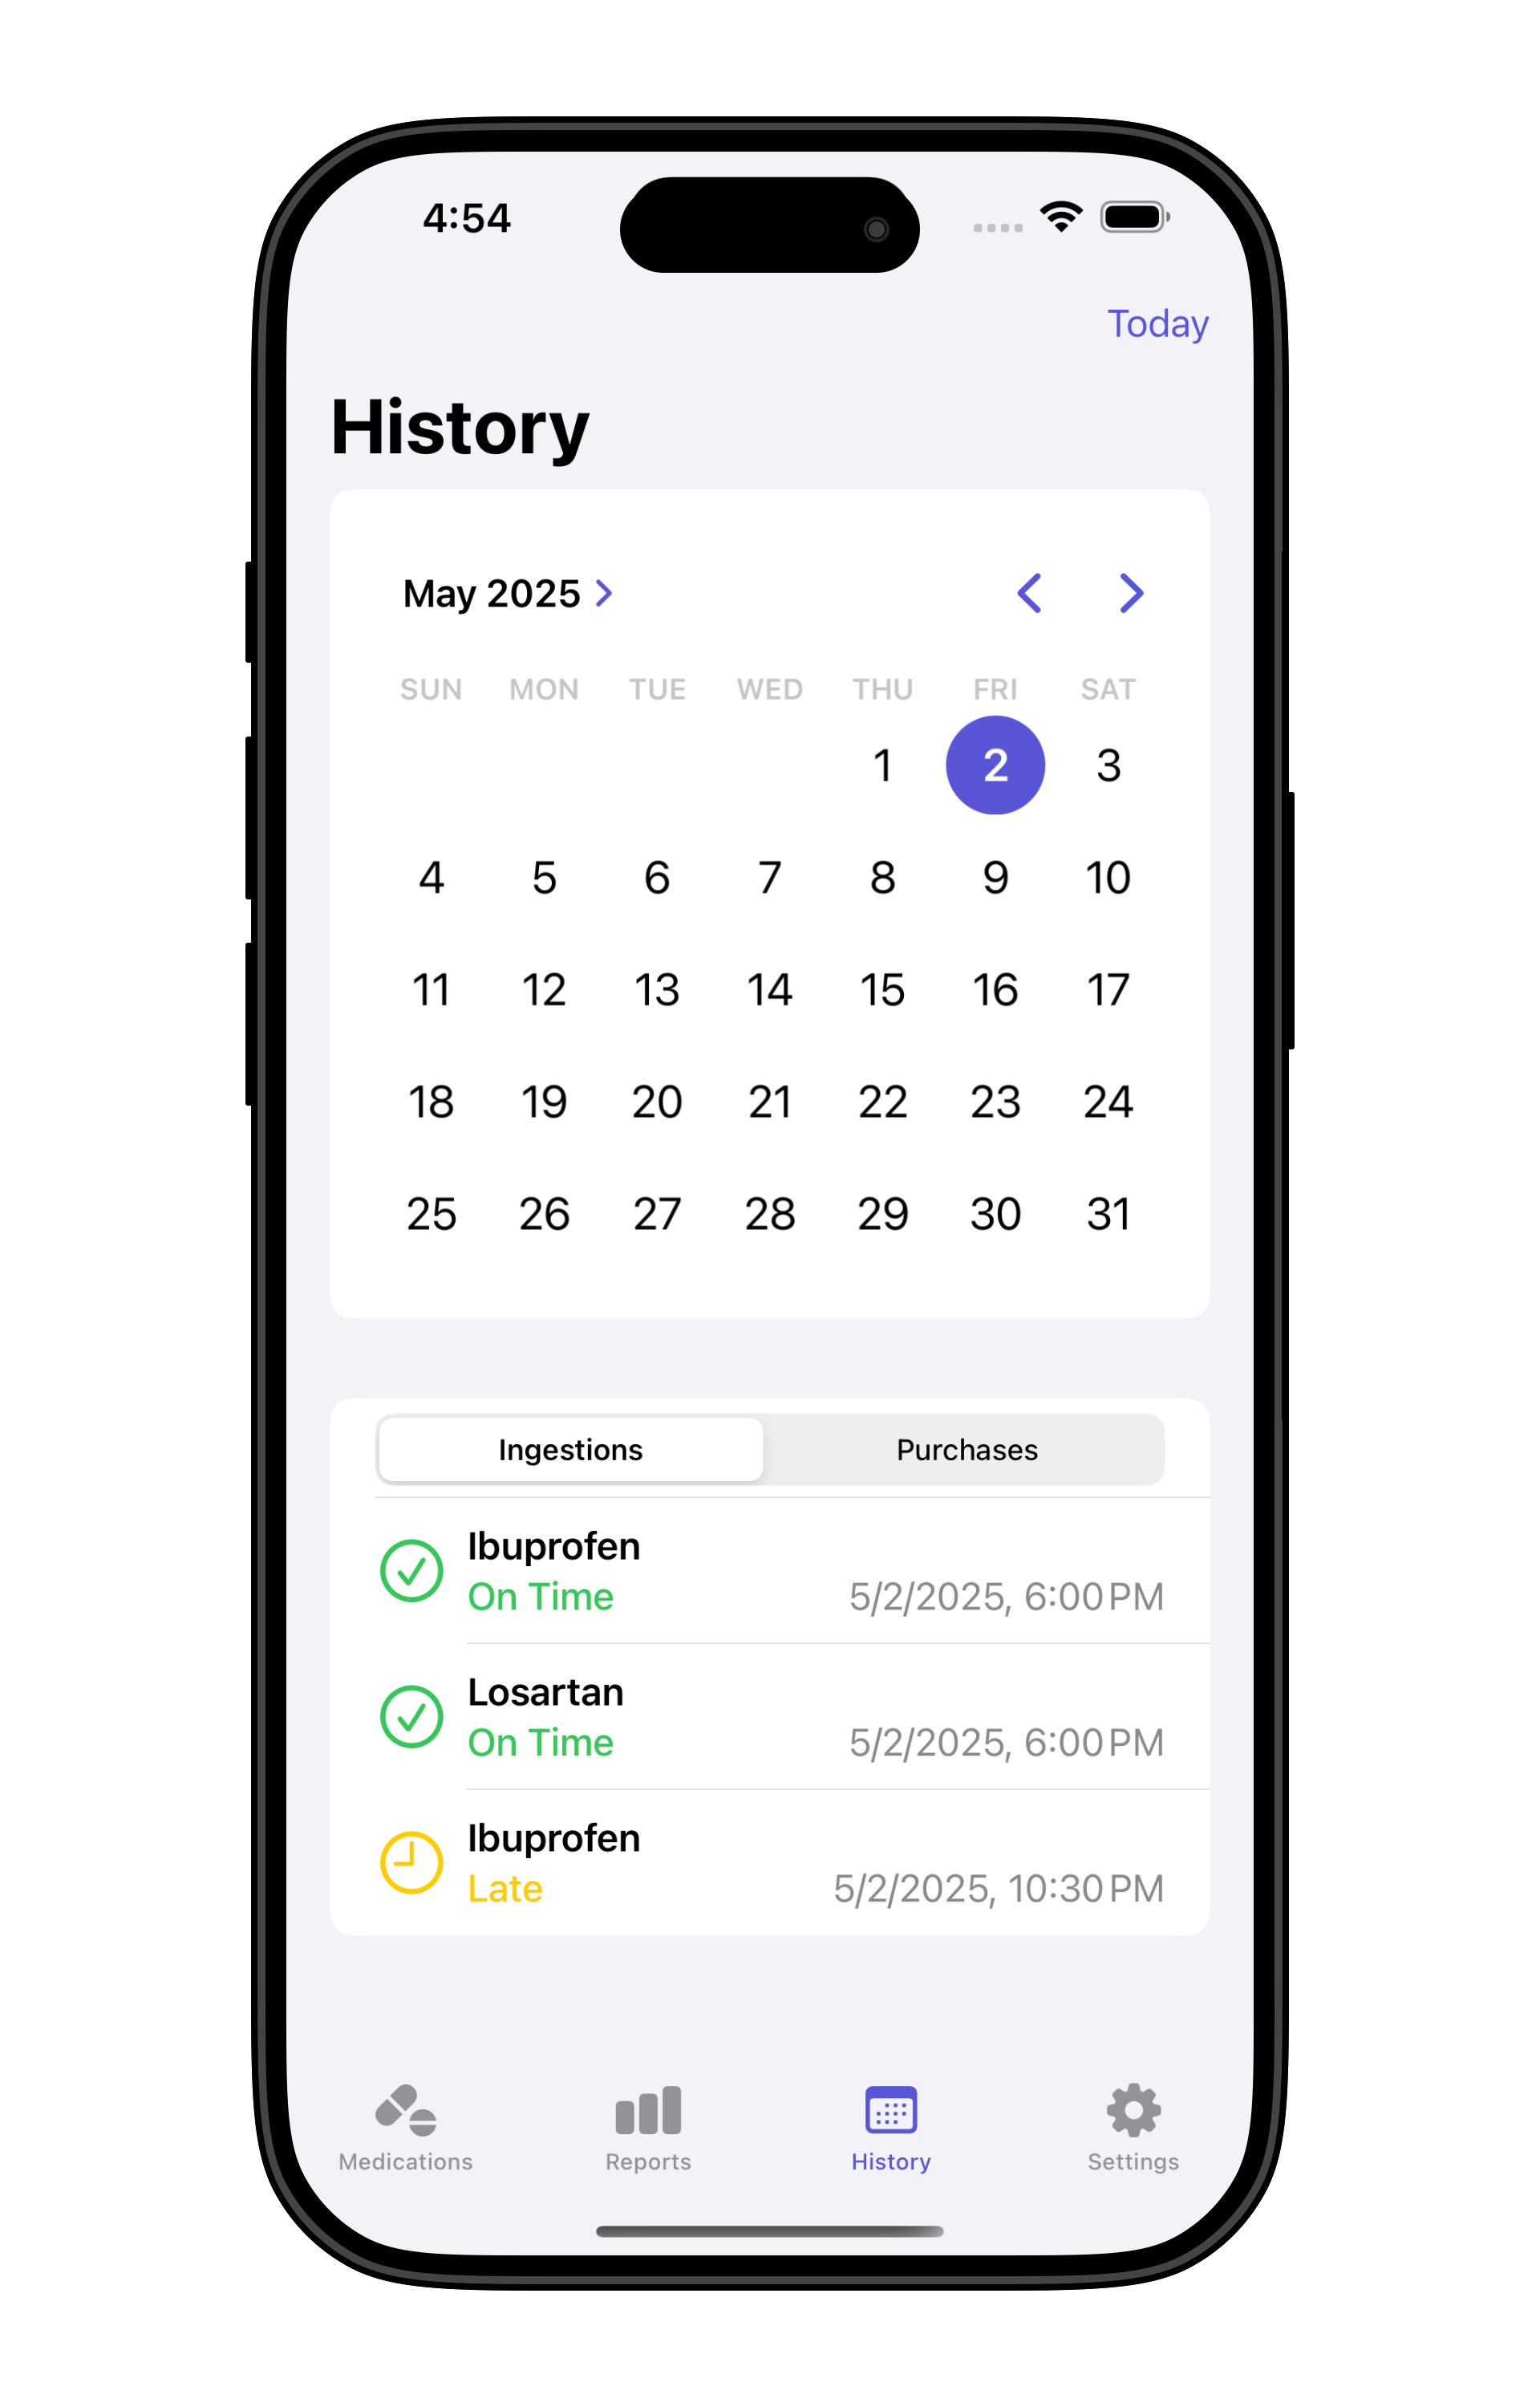 4:54
Today
History
May 2025
SUN MON TUE WED THU FRI SAT
1 2 3
4 5 6 7 8 9 10
11 12 13 14 15 16 17
18 19 20 21 22 23 24
25 26 27 28 29 30 31
Ingestions Purchases
Ibuprofen
On Time 5/2/2025, 6:00 PM
Losartan
On Time 5/2/2025, 6:00 PM
Ibuprofen
Late 5/2/2025, 10:30 PM
Medications Reports History Settings